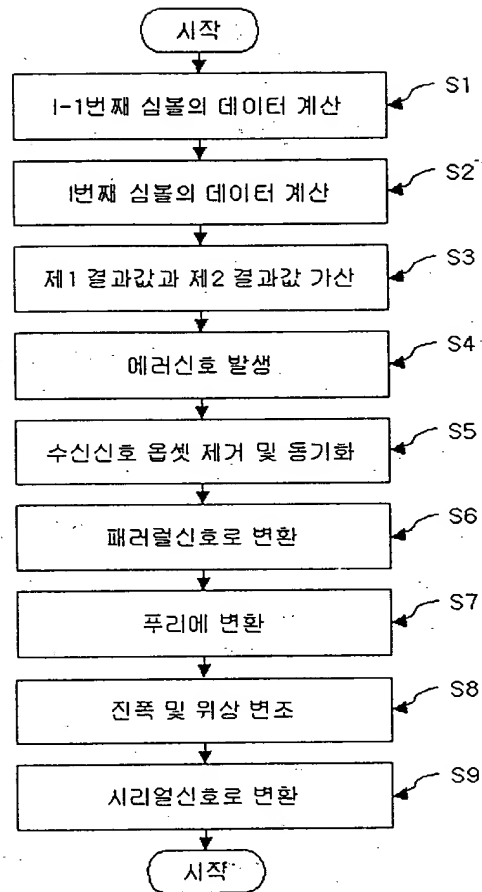 시작
I-1번째 심볼의 데이터 계산
S1
I번째 심볼의 데이터 계산
S2
제1 결과값과 제2 결과값 가산
S3
에러신호 발생
S4
수신신호 옵셋 제거 및 동기화
S5
패러럴신호로 변환
S6
푸리에 변환
S7
진폭 및 위상 변조
S8
시리얼신호로 변환
S9
시작